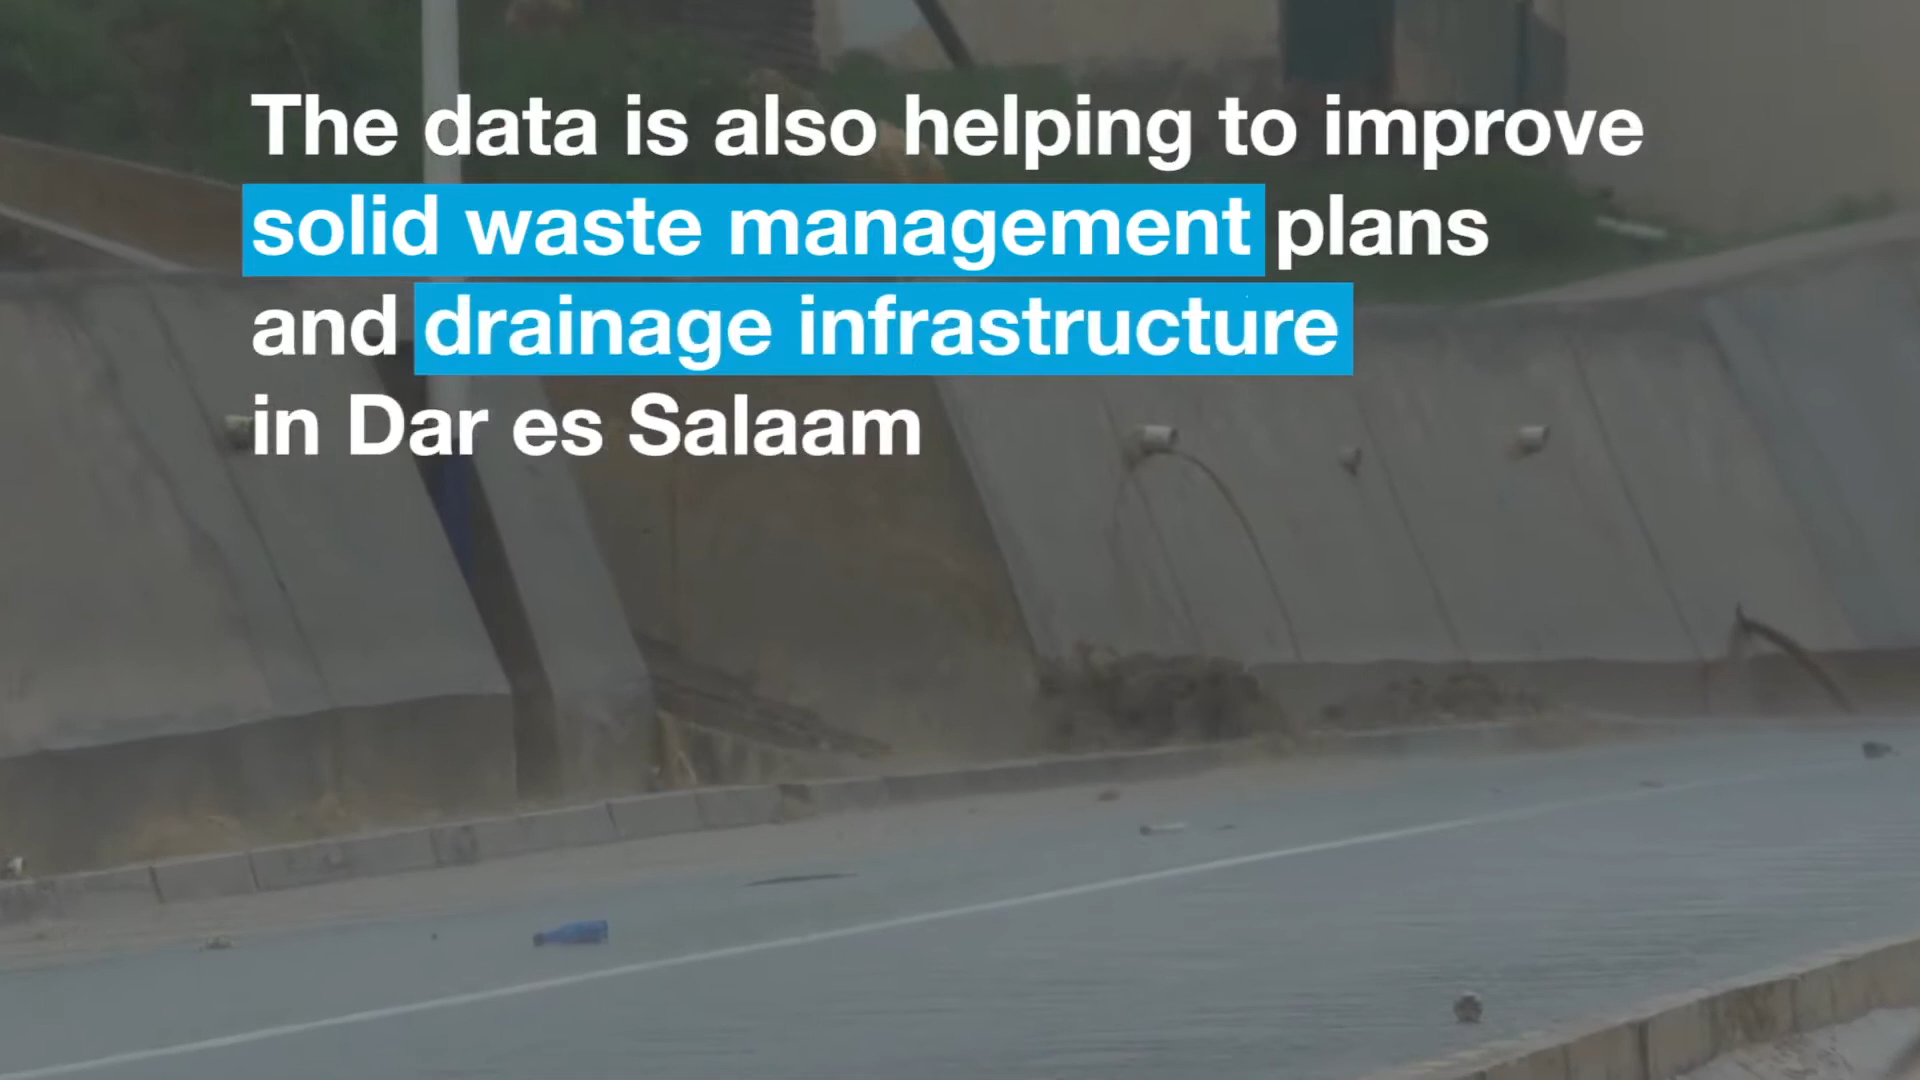 The data is also helping to improve
solid waste management plans
and drainage infrastructure
in Dar es Salaam